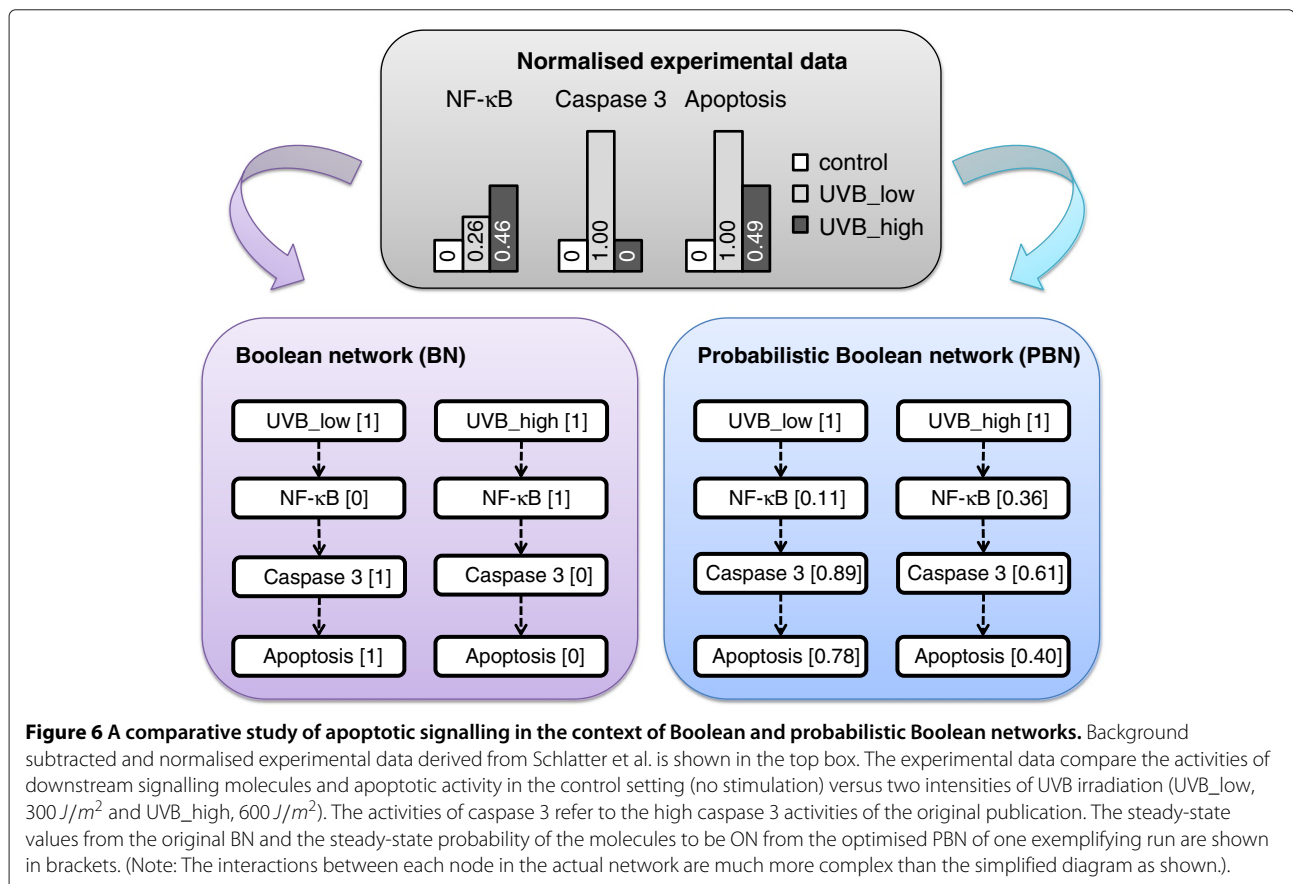 Normalised experimental data
NF-κB Caspase 3 Apoptosis
control
UVB_low
UVB_high
0 0.26 0.46 0 1.00 0 0 1.00 0.49
Boolean network (BN)
UVB_low [1] UVB_high [1]
NF-κB [0] NF-κB [1]
Caspase 3 [1] Caspase 3 [0]
Apoptosis [1] Apoptosis [0]
Probabilistic Boolean network (PBN)
UVB_low [1] UVB_high [1]
NF-κB [0.11] NF-κB [0.36]
Caspase 3 [0.89] Caspase 3 [0.61]
Apoptosis [0.78] Apoptosis [0.40]
Figure 6 A comparative study of apoptotic signalling in the context of Boolean and probabilistic Boolean networks. Background
subtracted and normalised experimental data derived from Schlatter et al. is shown in the top box. The experimental data compare the activities of
downstream signalling molecules and apoptotic activity in the control setting (no stimulation) versus two intensities of UVB irradiation (UVB_low,
300 J/m² and UVB_high, 600 J/m²). The activities of caspase 3 refer to the high caspase 3 activities of the original publication. The steady-state
values from the original BN and the steady-state probability of the molecules to be ON from the optimised PBN of one exemplifying run are shown
in brackets. (Note: The interactions between each node in the actual network are much more complex than the simplified diagram as shown.).